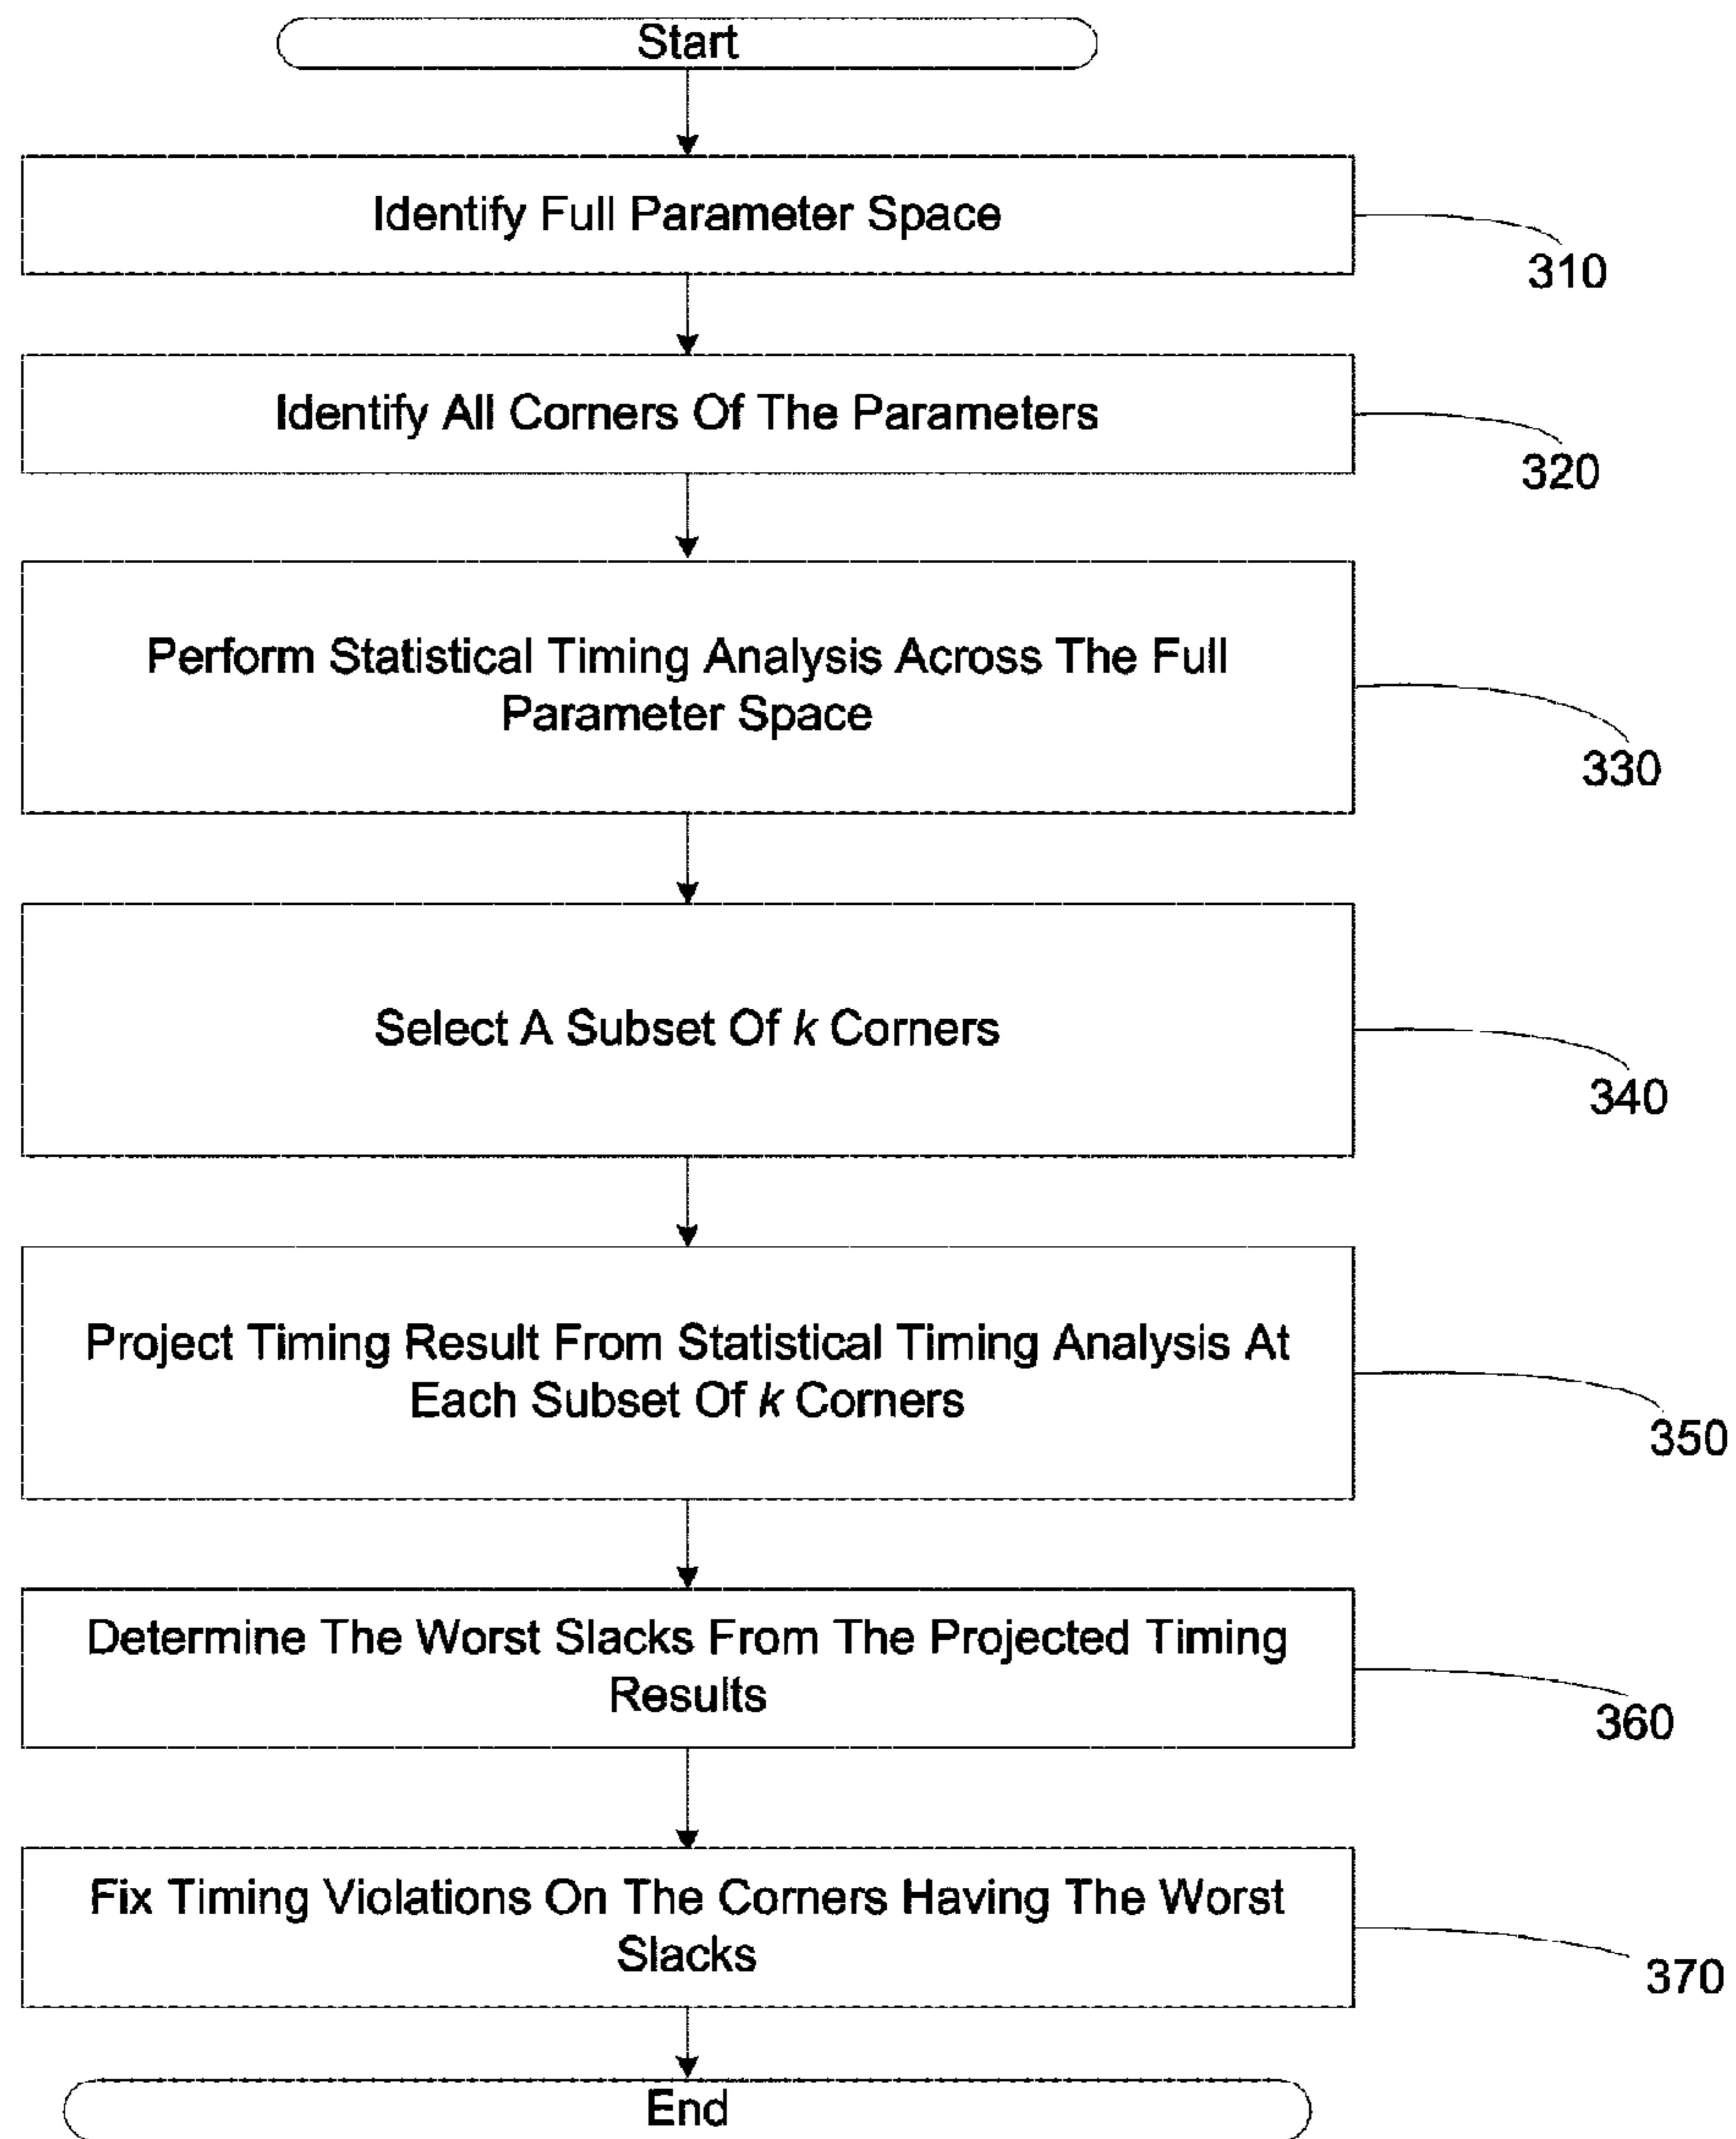 Start
Identify Full Parameter Space
310
Identify All Corners Of The Parameters
320
Perform Statistical Timing Analysis Across The Full
Parameter Space
330
Select A Subset Of k Corners
340
Project Timing Result From Statistical Timing Analysis At
Each Subset Of k Corners
350
Determine The Worst Slacks From The Projected Timing
Results
360
Fix Timing Violations On The Corners Having The Worst
Slacks
370
End